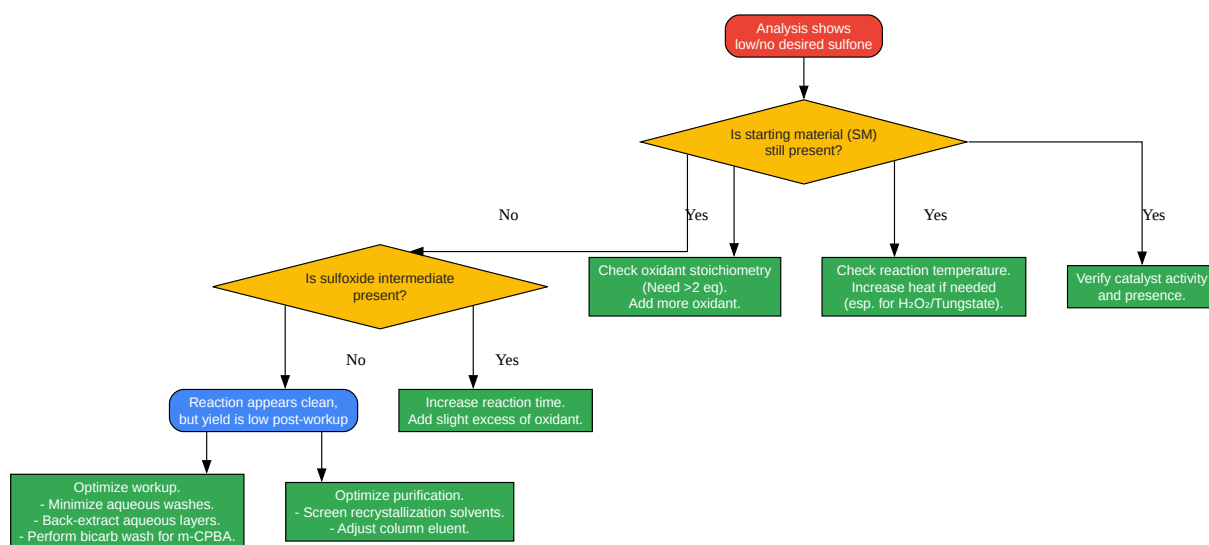 Analysis shows
low/no desired sulfone
Is starting material (SM)
still present?
No
Yes
Yes
Yes
Is sulfoxide intermediate
present?
Check oxidant stoichiometry
(Need >2 eq).
Add more oxidant.
Check reaction temperature.
Increase heat if needed
(esp. for H₂O₂/Tungstate).
Verify catalyst activity
and presence.
No
Yes
Reaction appears clean,
but yield is low post-workup
Increase reaction time.
Add slight excess of oxidant.
Optimize workup.
- Minimize aqueous washes.
- Back-extract aqueous layers.
- Perform bicarb wash for m-CPBA.
Optimize purification.
- Screen recrystallization solvents.
- Adjust column eluent.